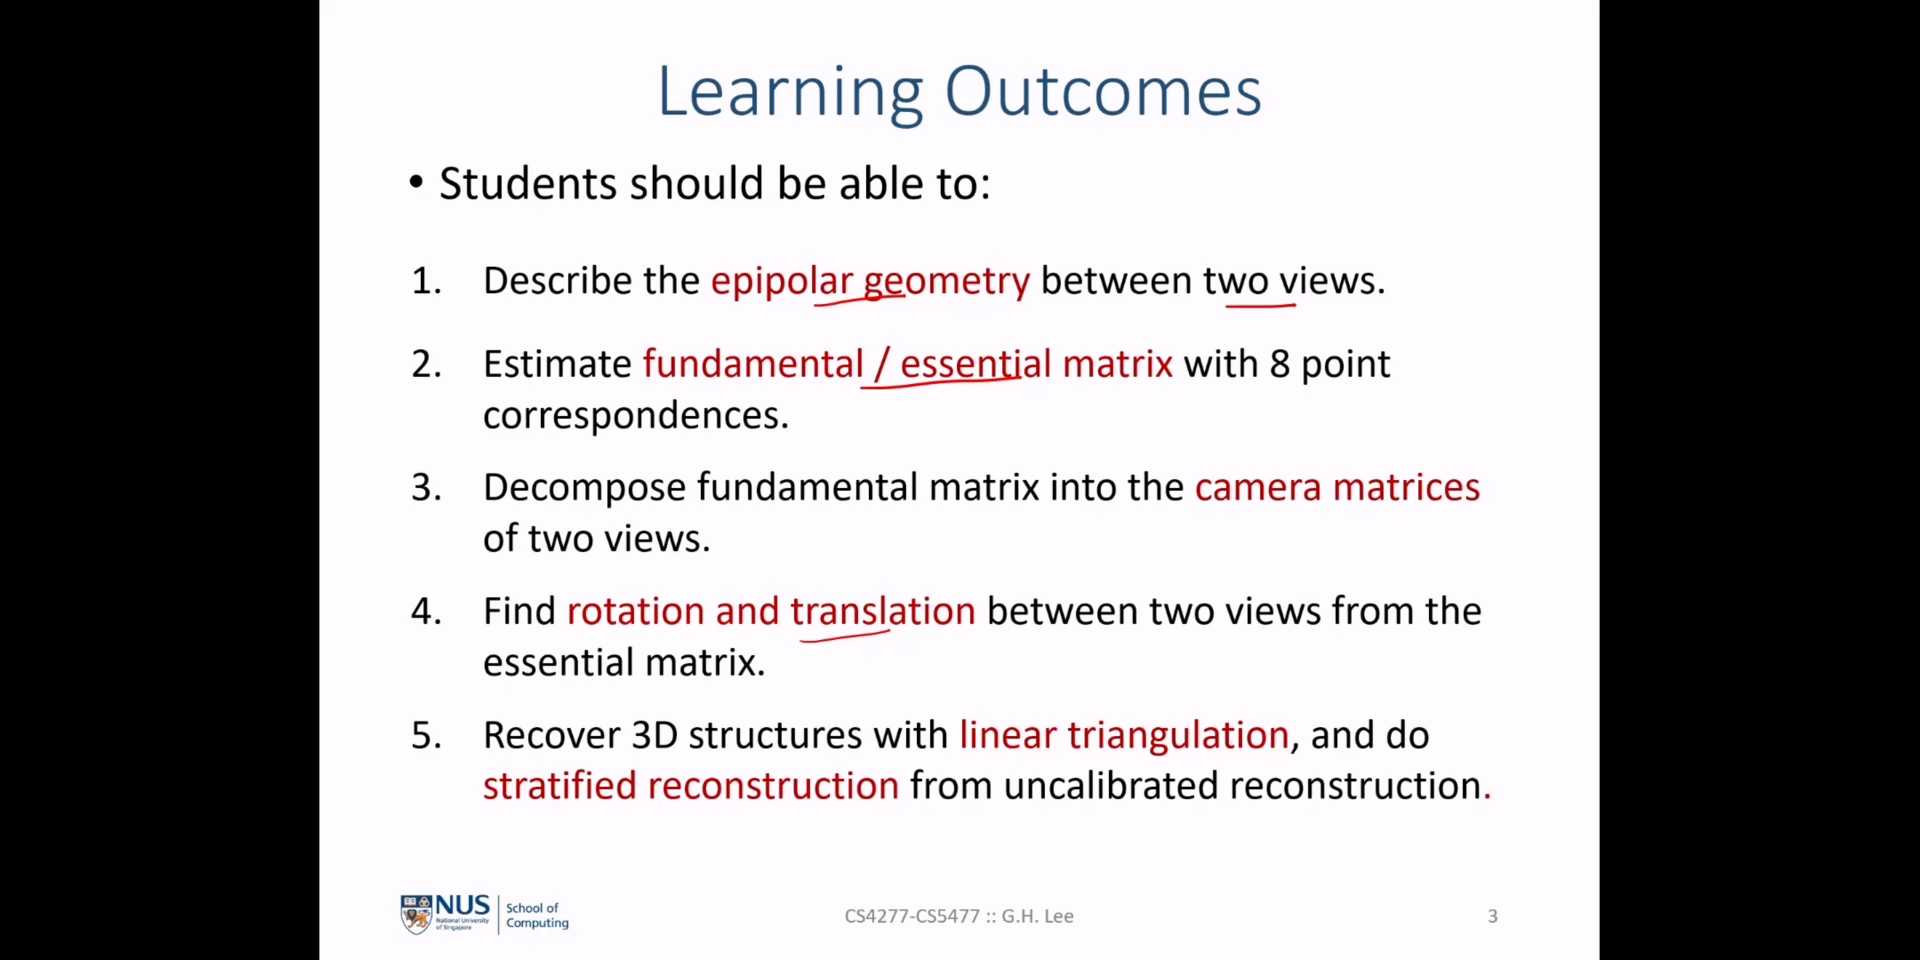 Learning Outcomes
• Students should be able to:
1. Describe the epipolar geometry between two views.
2. Estimate fundamental / essential matrix with 8 point
correspondences.
3. Decompose fundamental matrix into the camera matrices
of two views.
4. Find rotation and translation between two views from the
essential matrix.
5. Recover 3D structures with linear triangulation, and do
stratified reconstruction from uncalibrated reconstruction.
NUS
National University
of Singapore
School of
Computing
CS4277-CS5477 :: G.H. Lee
3